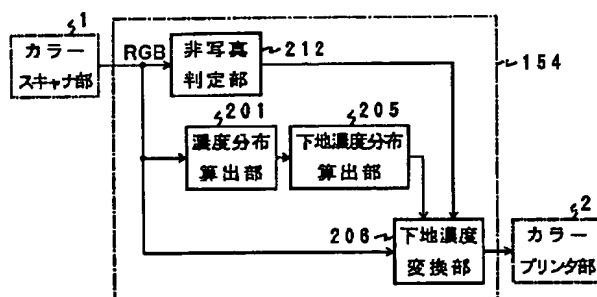 1
カラー
スキャナ部
RGB
非写真
判定部
212
154
201
濃度分布
算出部
205
下地濃度分布
算出部
206
下地濃度
変換部
2
カラー
プリンタ部